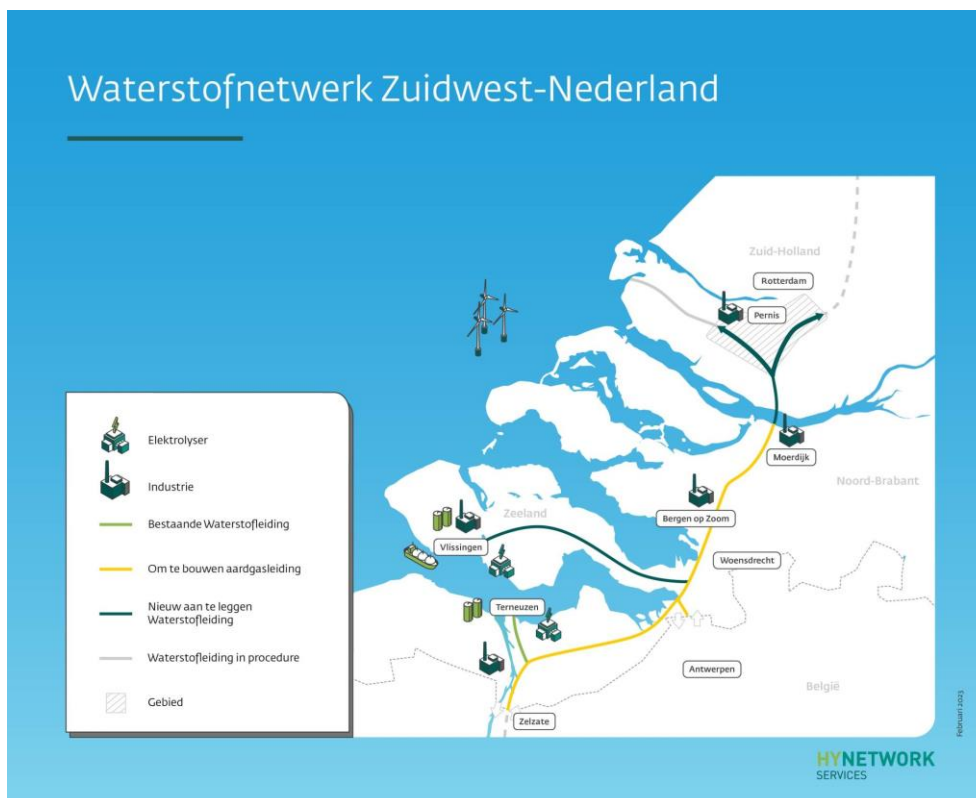 Waterstofnetwerk Zuidwest-Nederland
Zuid-Holland
Rotterdam
Pernis
Moerdijk
Noord-Brabant
Bergen op Zoom
Zeeland
Vlissingen
Woensdrecht
Terneuzen
Antwerpen
België
Zelzate
Elektrolyser
Industrie
Bestaande Waterstofleiding
Om te bouwen aardgasleiding
Nieuw aan te leggen
Waterstofleiding
Waterstofleiding in procedure
Gebied
Februari 2023
HYNETWORK
SERVICES